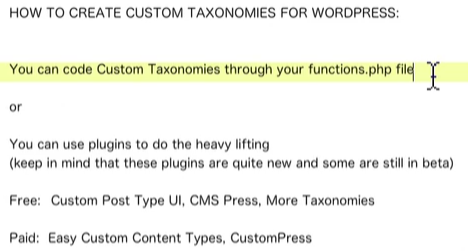 HOW TO CREATE CUSTOM TAXONOMIES FOR WORDPRESS:
You can code Custom Taxonomies through your functions.php file
or
You can use plugins to do the heavy lifting
(keep in mind that these plugins are quite new and some are still in beta)
Free:  Custom Post Type UI, CMS Press, More Taxonomies
Paid:  Easy Custom Content Types, CustomPress